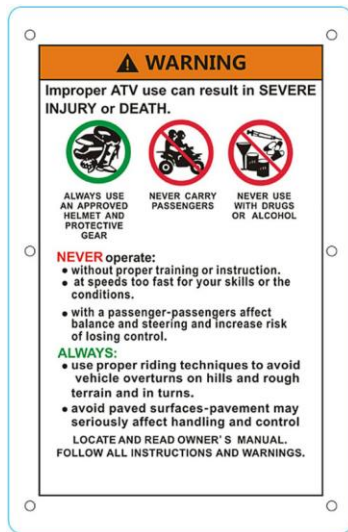 WARNING
Improper ATV use can result in SEVERE
INJURY or DEATH.
ALWAYS USE
AN APPROVED
HELMET AND
PROTECTIVE
GEAR
NEVER CARRY
PASSENGERS
NEVER USE
WITH DRUGS
OR ALCOHOL
NEVER operate:
• without proper training or instruction.
• at speeds too fast for your skills or the
conditions.
• with a passenger-passengers affect
balance and steering and increase risk
of losing control.
ALWAYS:
• use proper riding techniques to avoid
vehicle overturns on hills and rough
terrain and in turns.
• avoid paved surfaces-pavement may
seriously affect handling and control
LOCATE AND READ OWNER'S MANUAL.
FOLLOW ALL INSTRUCTIONS AND WARNINGS.